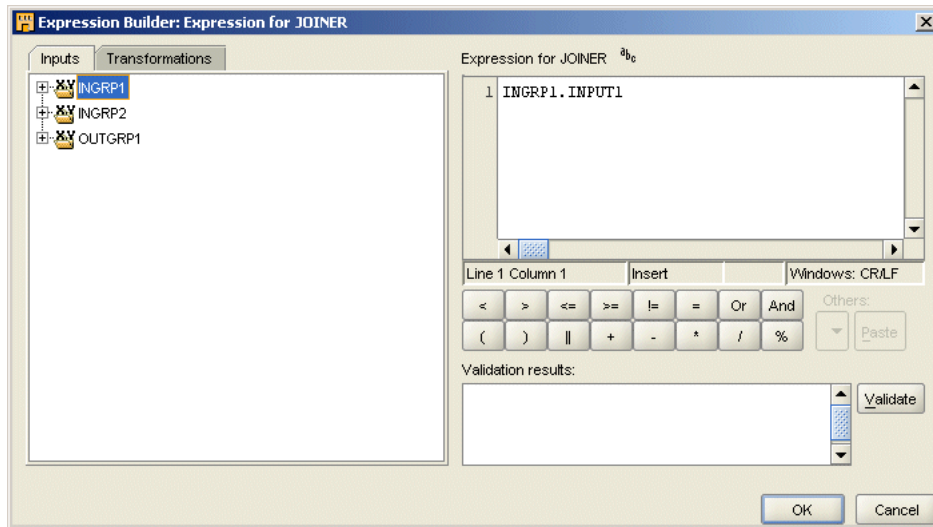 Expression Builder: Expression for JOINER
Inputs Transformations
INGRP1
INGRP2
OUTGRP1
Expression for JOINER abc
1 INGRP1.INPUT1
Line 1 Column 1 Insert Windows: CR/LF
< > <= >= != = Or And Others:
( ) || + - * / % Paste
Validation results:
Validate
OK Cancel